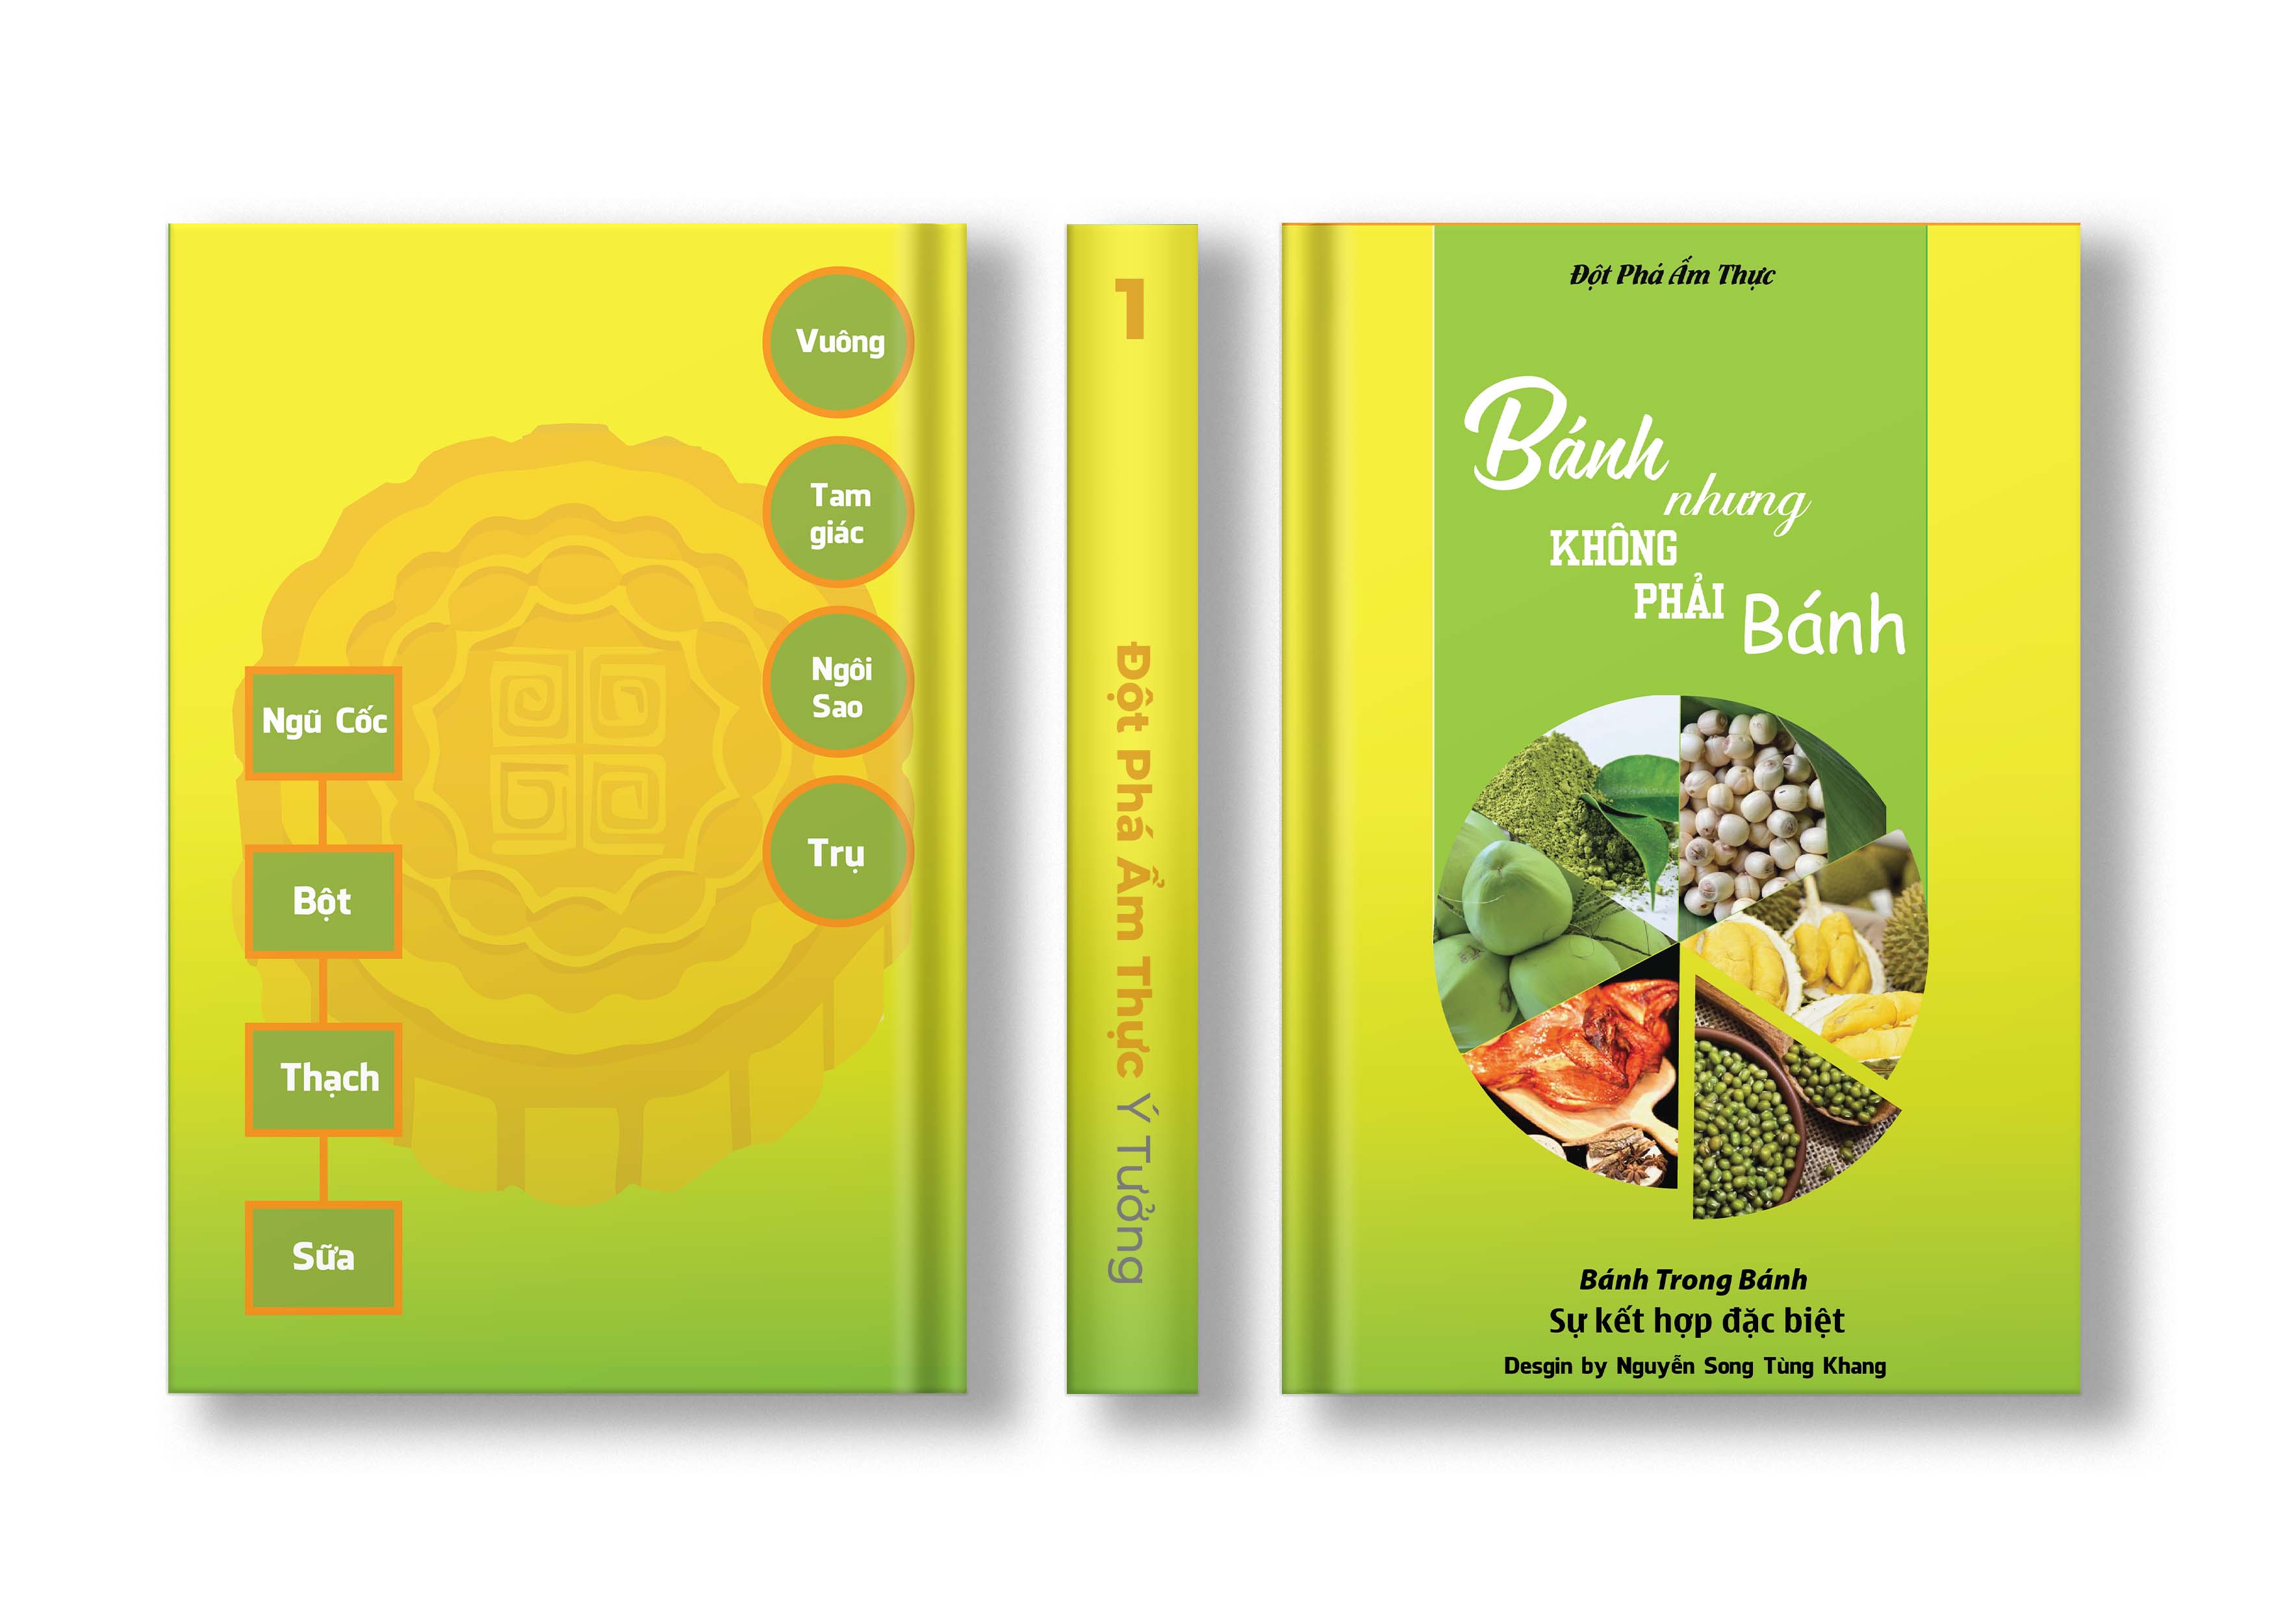 Vuông
Tam
giác
Ngôi
Sao
Trụ
Ngũ Cốc
Bột
Thạch
Sữa
1
Đột Phá Ẩm Thực Ý Tưởng
Đột Phá Ẩm Thực
Bánh
nhưng
KHÔNG
PHẢI Bánh
Bánh Trong Bánh
Sự kết hợp đặc biệt
Desgin by Nguyễn Song Tùng Khang